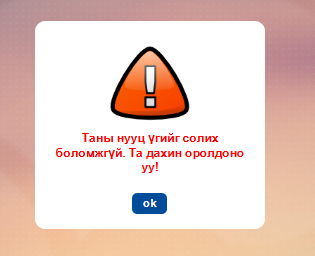 Таны нууц үгийг солих
боломжгүй. Та дахин оролдоно
уу!
ok